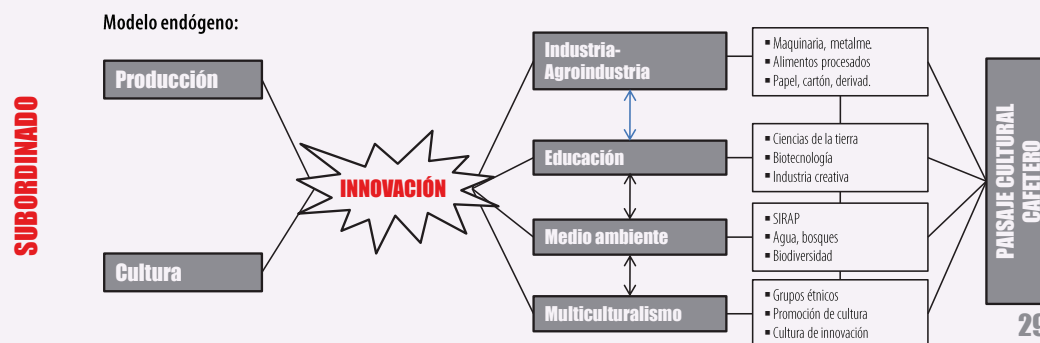 Modelo endógeno:
SUBORDINADO
Producción
Cultura
INNOVACIÓN
Industria-
Agroindustria
Educación
Medio ambiente
Multiculturalismo
▪ Maquinaria, metalme.
▪ Alimentos procesados
▪ Papel, cartón, derivad.
▪ Ciencias de la tierra
▪ Biotecnología
▪ Industria creativa
▪ SIRAP
▪ Agua, bosques
▪ Biodiversidad
▪ Grupos étnicos
▪ Promoción de cultura
▪ Cultura de innovación
PAISAJE CULTURAL
CAFETERO
29